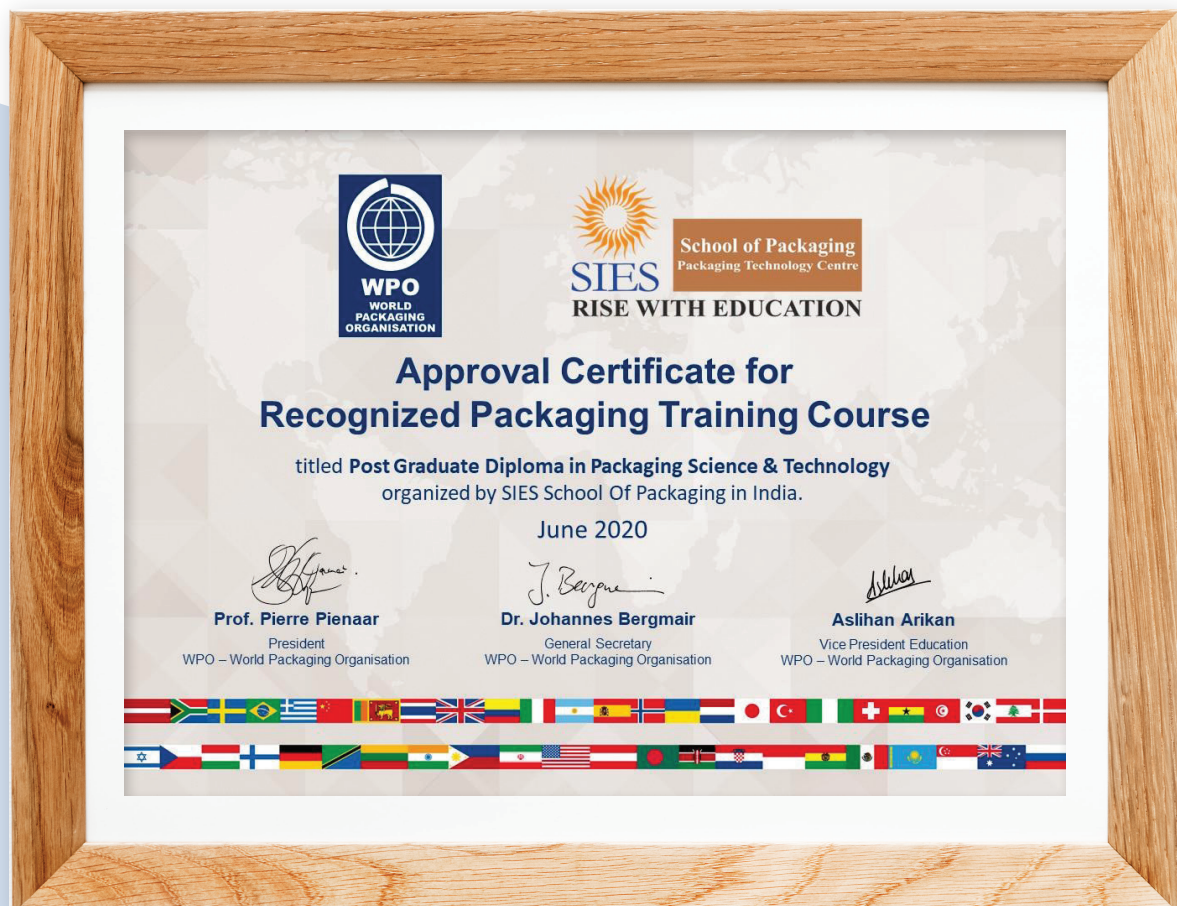 WPO
WORLD
PACKAGING
ORGANISATION
SIES
School of Packaging
Packaging Technology Centre
RISE WITH EDUCATION
Approval Certificate for
Recognized Packaging Training Course
titled Post Graduate Diploma in Packaging Science & Technology
organized by SIES School Of Packaging in India.
June 2020
J. Bergmair
Aslihan
Prof. Pierre Pienaar
Dr. Johannes Bergmair
Aslihan Arikan
President
General Secretary
Vice President Education
WPO – World Packaging Organisation
WPO – World Packaging Organisation
WPO – World Packaging Organisation